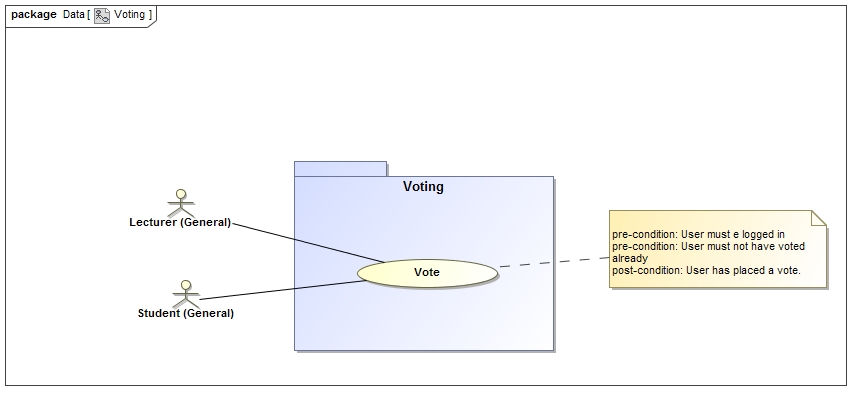 package Data [ Voting ]
Voting
Lecturer (General)
Vote
Student (General)
pre-condition: User must e logged in
pre-condition: User must not have voted
already
post-condition: User has placed a vote.